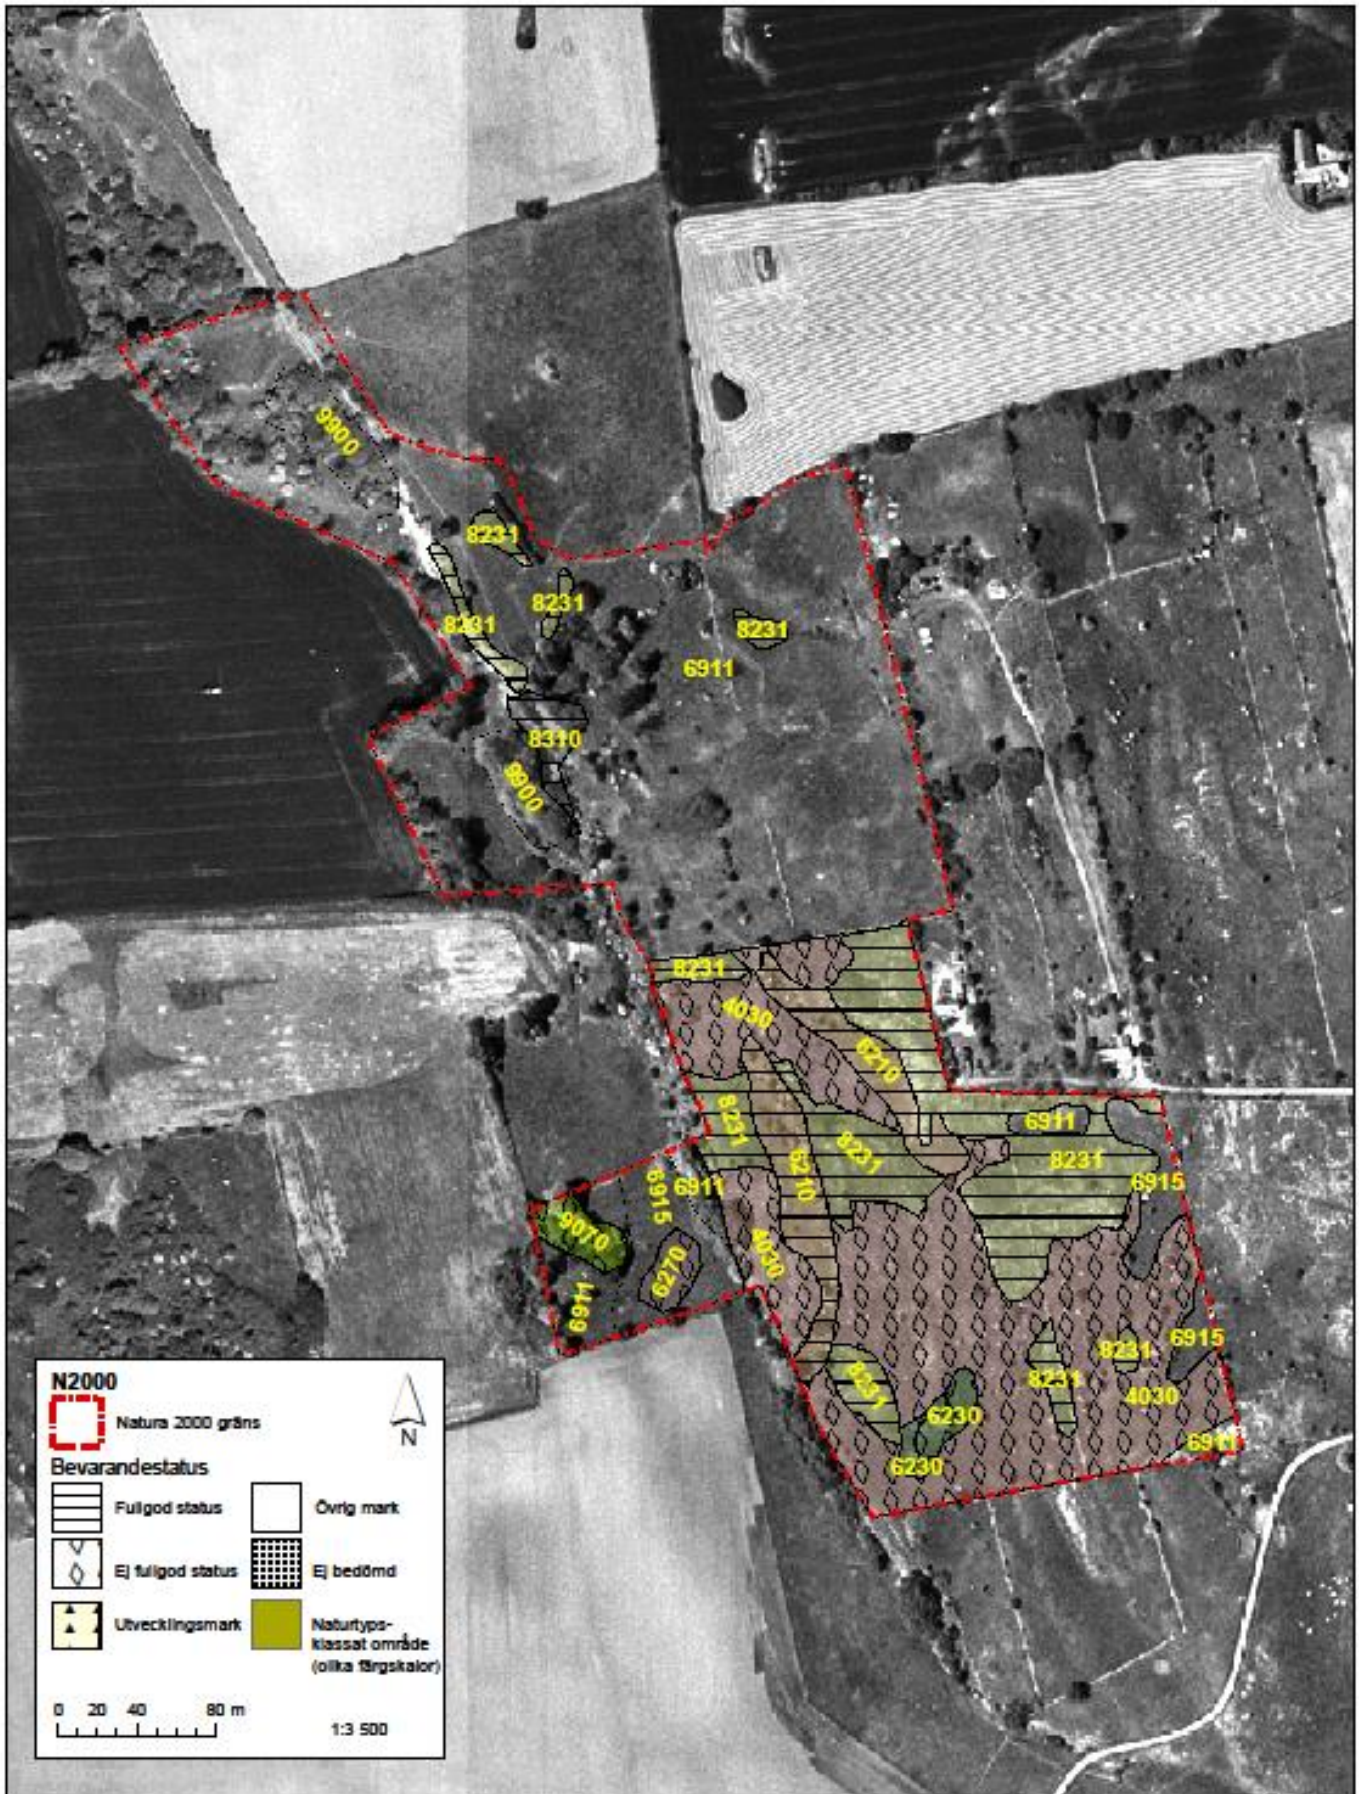 9900
8231
8231
8231
8231
6911
8310
9900
8231
4030
6210
8231
6911
8231
8231
6210
6915
6911
6915
9070
4030
6270
6911
6915
8231
8231
8231
4030
6230
6911
6230
N2000
Natura 2000 gräns
N
Bevarandestatus
Fullgod status
Övrig mark
Ej fullgod status
Ej bedömd
Utvecklingsmark
Naturtyps-
klassat område
(olika färgskalor)
0 20 40 80 m
1:3 500